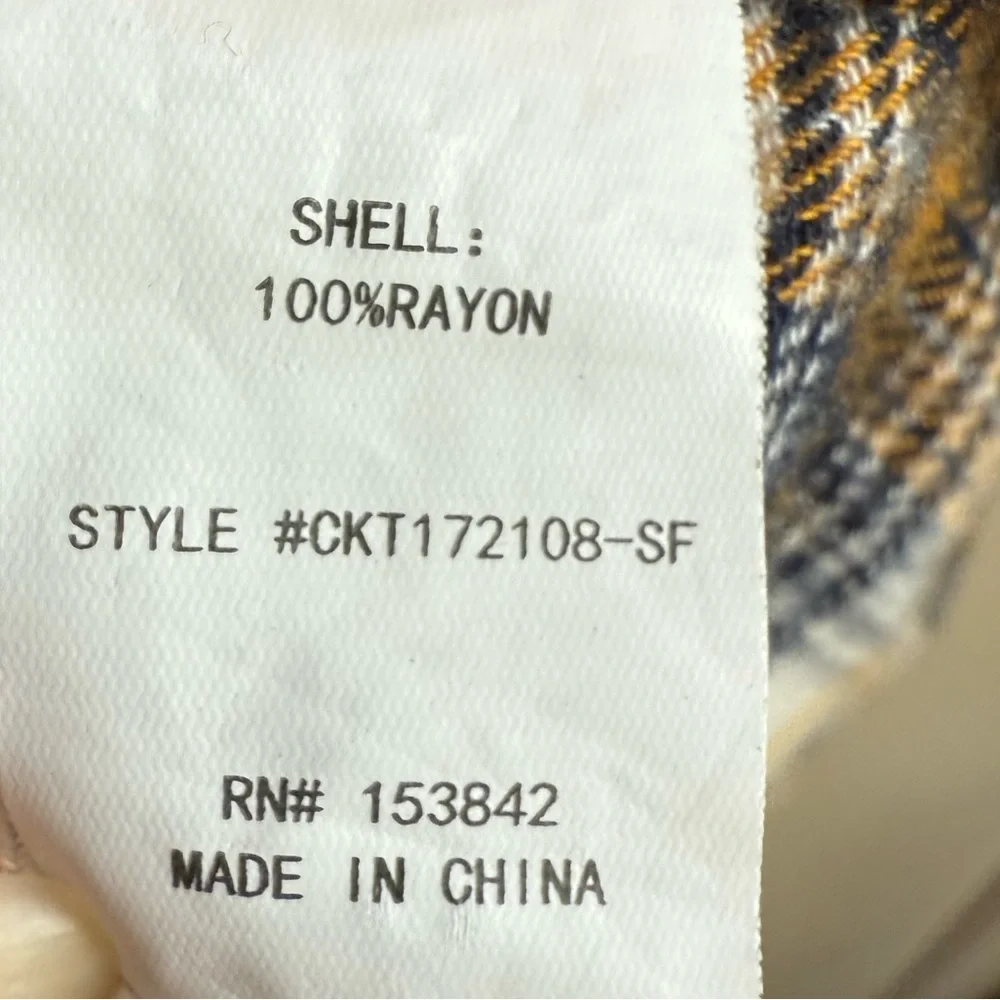 SHELL:
100%RAYON
STYLE #CKT172108-SF
RN# 153842
MADE IN CHINA